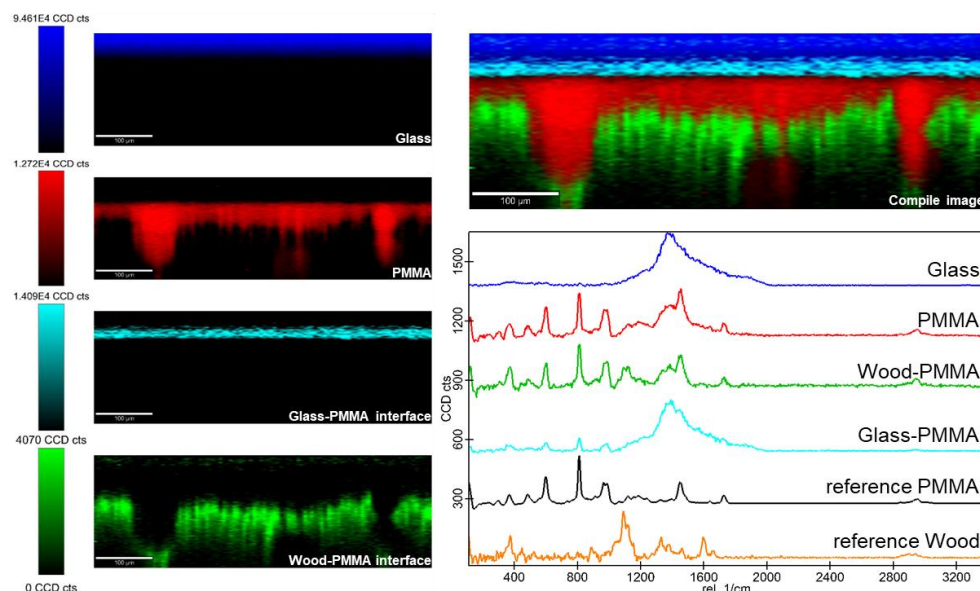 9.461E4 CCD cts
100 µm
Glass
1.272E4 CCD cts
100 µm
PMMA
1.409E4 CCD cts
100 µm
Glass-PMMA interface
4070 CCD cts
100 µm
Wood-PMMA interface
0 CCD cts
100 µm
Compile image
CCD cts
300
600
900
1200
1500
Glass
PMMA
Wood-PMMA
Glass-PMMA
reference PMMA
reference Wood
400 800 1200 1600 2000 2400 2800 3200
rel. 1/cm